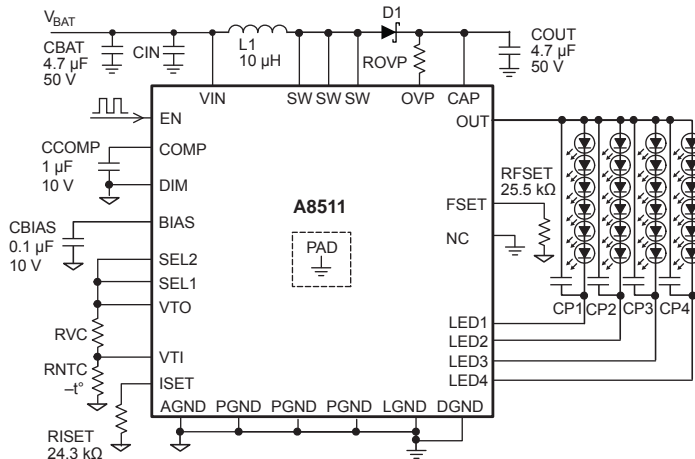 VBAT
CBAT
4.7 µF
50 V
CIN
L1
10 µH
D1
ROVP
COUT
4.7 µF
50 V
VIN
SW
SW
SW
OVP
CAP
EN
OUT
CCOMP
1 µF
10 V
COMP
DIM
RFSET
25.5 kΩ
A8511
FSET
CBIAS
0.1 µF
10 V
BIAS
PAD
NC
SEL2
SEL1
VTO
CP1
CP2
CP3
CP4
RVC
LED1
LED2
RNTC
–t°
VTI
LED3
ISET
LED4
AGND
PGND
PGND
PGND
LGND
DGND
RISET
24.3 kΩ